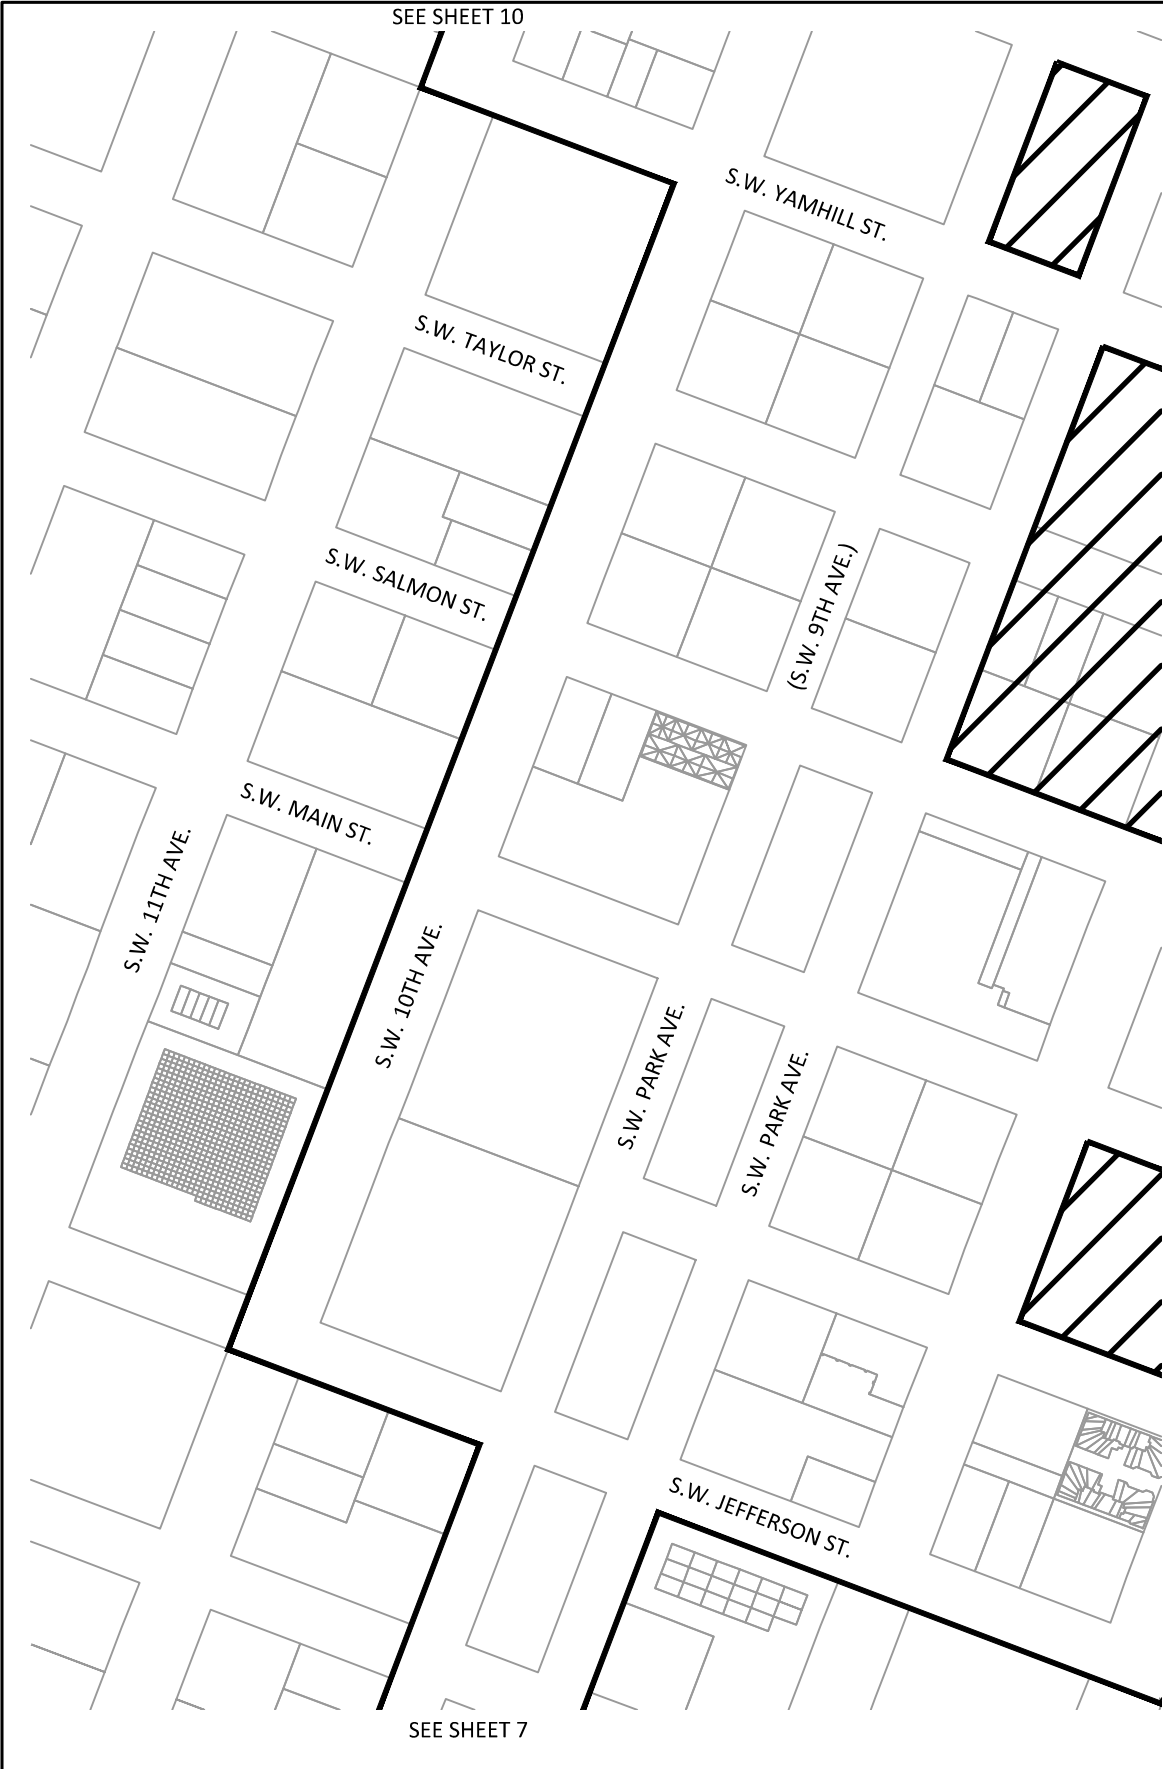 SEE SHEET 10
S.W. YAMHILL ST.
S.W. TAYLOR ST.
S.W. SALMON ST.
(S.W. 9TH AVE.)
S.W. MAIN ST.
S.W. 11TH AVE.
S.W. 10TH AVE.
S.W. PARK AVE.
S.W. PARK AVE.
S.W. JEFFERSON ST.
SEE SHEET 7